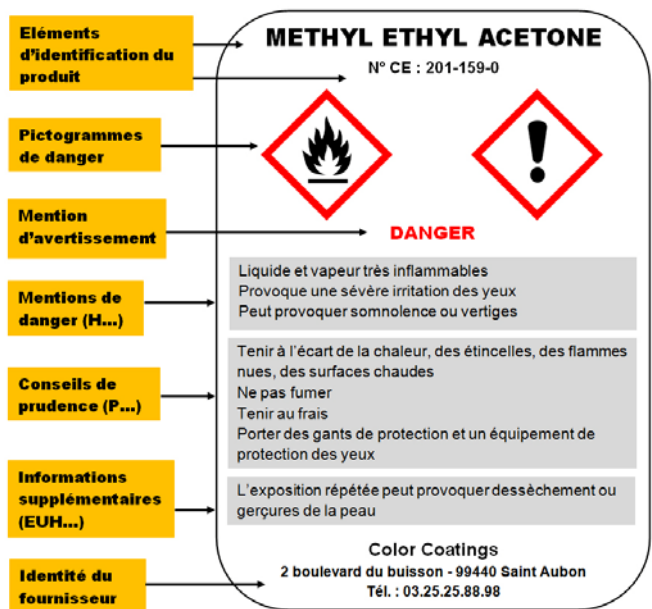 Eléments
d'identification du
produit
METHYL ETHYL ACETONE
N° CE : 201-159-0
Pictogrammes
de danger
Mention
d'avertissement
DANGER
Mentions de
danger (H...)
Liquide et vapeur très inflammables
Provoque une sévère irritation des yeux
Peut provoquer somnolence ou vertiges
Conseils de
prudence (P...)
Tenir à l'écart de la chaleur, des étincelles, des flammes
nues, des surfaces chaudes
Ne pas fumer
Tenir au frais
Porter des gants de protection et un équipement de
protection des yeux
Informations
supplémentaires
(EUH...)
L'exposition répétée peut provoquer dessèchement ou
gerçures de la peau
Identité du
fournisseur
Color Coatings
2 boulevard du buisson - 99440 Saint Aubon
Tél. : 03.25.25.88.98